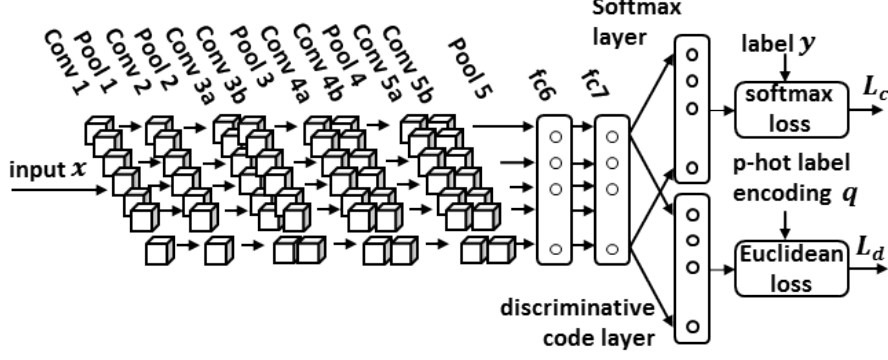 Conv 1
Pool 1
Conv 2
Pool 2
Conv 3a
Conv 3b
Pool 3
Conv 4a
Conv 4b
Pool 4
Conv 5a
Conv 5b
Pool 5
fc6
fc7
Softmax
layer
label y
softmax
loss
L_c
input x
p-hot label
encoding q
Euclidean
loss
L_d
discriminative
code layer